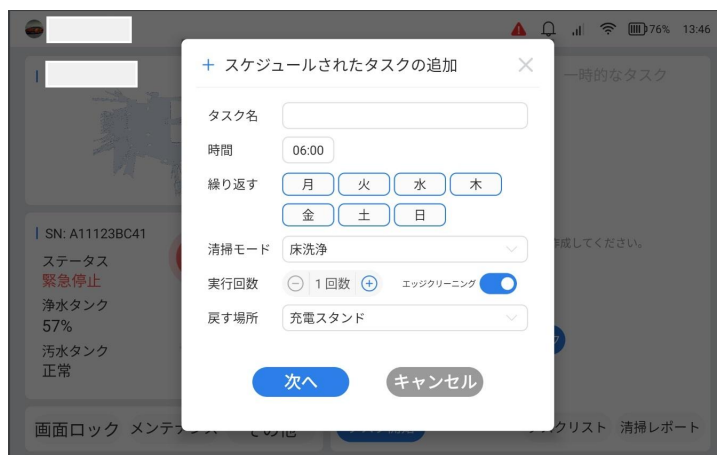 76% 13:46
+ スケジュールされたタスクの追加
一時的なタスク
タスク名
時間 06:00
繰り返す 月 火 水 木
金 土 日
清掃モード 床洗浄
実行回数 1 回数 エッジクリーニング
戻す場所 充電スタンド
次へ キャンセル
SN: A11123BC41
ステータス
緊急停止
浄水タンク
57%
汚水タンク
正常
成してください。
画面ロック メンテナ
その他
クリスト 清掃レポート